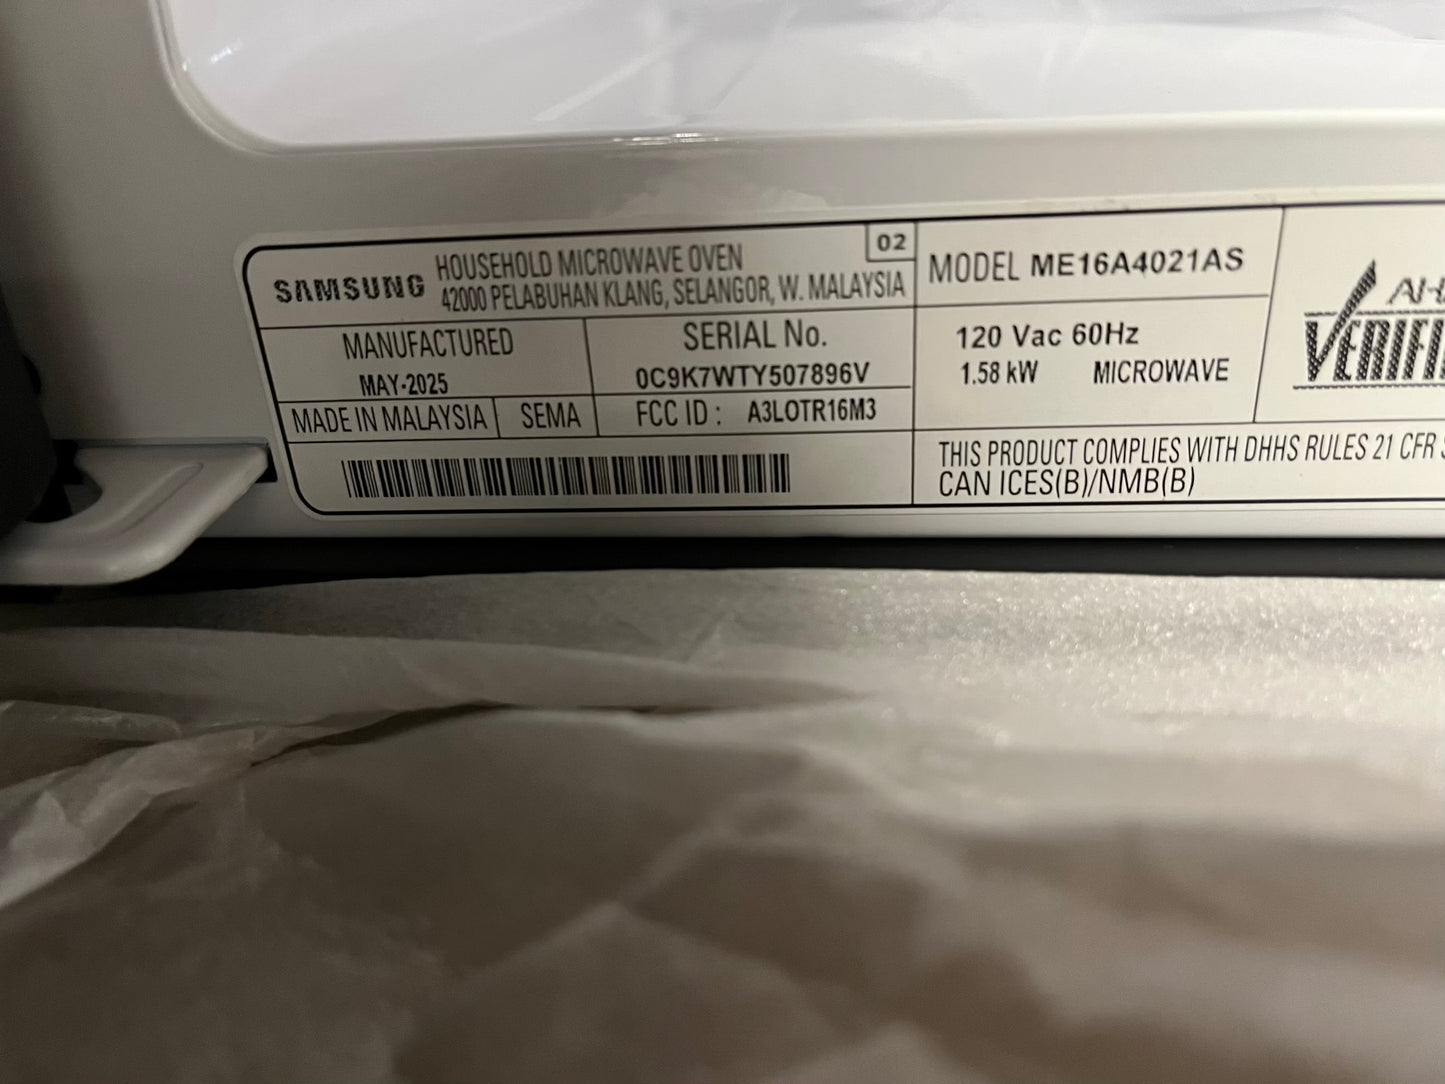 SAMSUNG
HOUSEHOLD MICROWAVE OVEN
42000 PELABUHAN KLANG, SELANGOR, W. MALAYSIA
02
MANUFACTURED
MAY-2025
SERIAL No.
0C9K7WTY507896V
MADE IN MALAYSIA
SEMA
FCC ID : A3LOTR16M3
MODEL ME16A4021AS
120 Vac 60Hz
1.58 kW MICROWAVE
THIS PRODUCT COMPLIES WITH DHHS RULES 21 CFR
CAN ICES(B)/NMB(B)